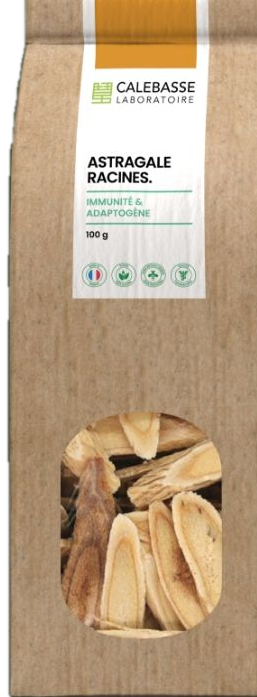 CALEBASSE
LABORATOIRE
ASTRAGALE
RACINES.
IMMUNITÉ &
ADAPTOGÈNE
100 g